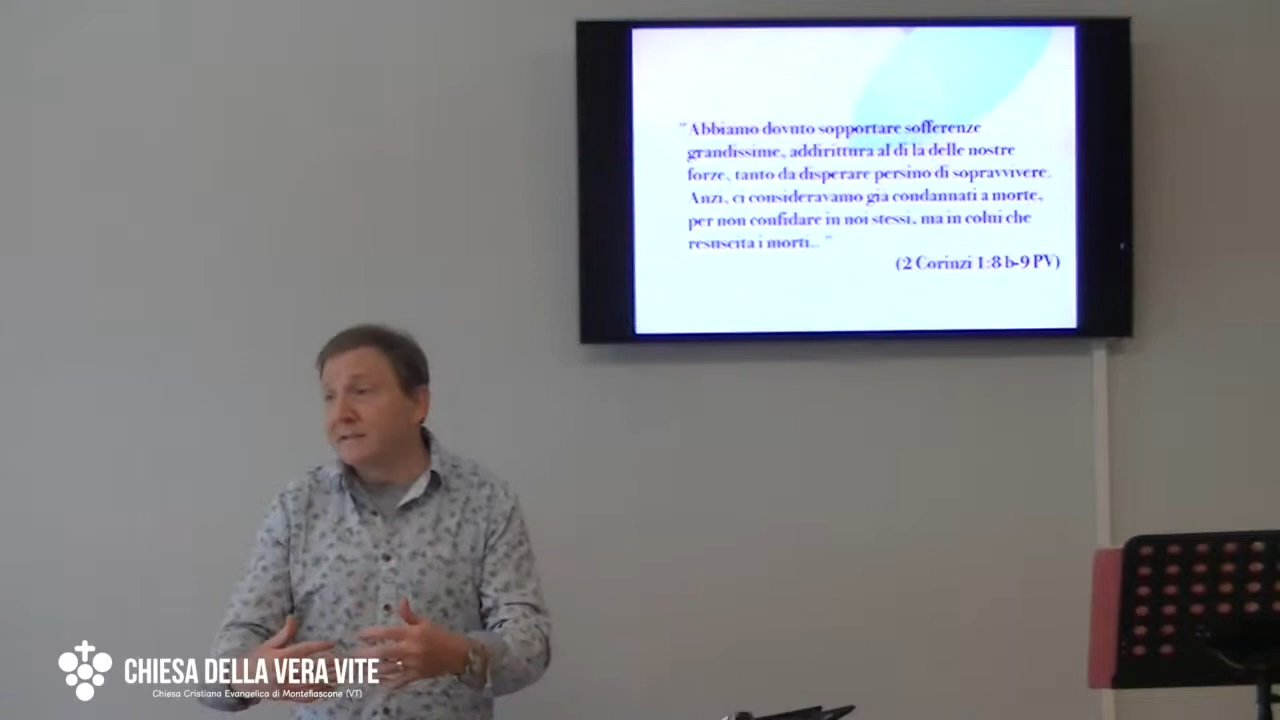 "Abbiamo dovuto sopportare sofferenze
grandissime, addirittura al di la delle nostre
forze, tanto da disperare persino di sopravvivere.
Anzi, ci consideravamo gia condannati a morte,
per non confidare in noi stessi, ma in colui che
resuscita i morti... "
(2 Corinzi 1:8 b-9 PV)
CHIESA DELLA VERA VITE
Chiesa Cristiana Evangelica di Montefiascone (VT)